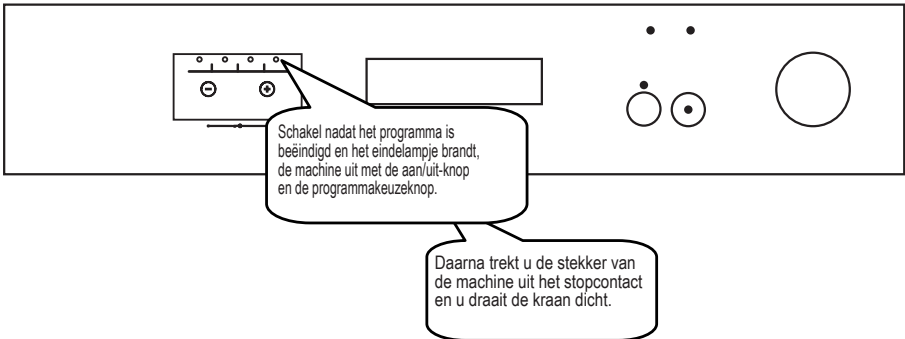 Schakel nadat het programma is
beëindigd en het eindelampje brandt,
de machine uit met de aan/uit-knop
en de programmakeuzeknop.
Daarna trekt u de stekker van
de machine uit het stopcontact
en u draait de kraan dicht.